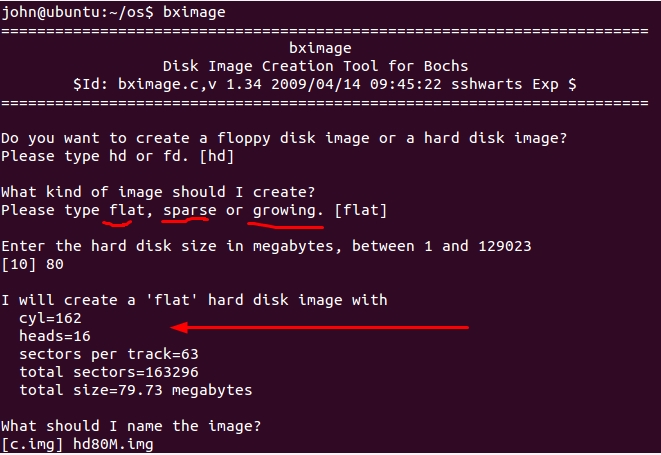 john@ubuntu:~/os$ bximage
========================================================================
bximage
Disk Image Creation Tool for Bochs
$Id: bximage.c,v 1.34 2009/04/14 09:45:22 sshwarts Exp $
========================================================================
Do you want to create a floppy disk image or a hard disk image?
Please type hd or fd. [hd]
What kind of image should I create?
Please type flat, sparse or growing. [flat]
Enter the hard disk size in megabytes, between 1 and 129023
[10] 80
I will create a 'flat' hard disk image with
cyl=162
heads=16
sectors per track=63
total sectors=163296
total size=79.73 megabytes
What should I name the image?
[c.img] hd80M.img